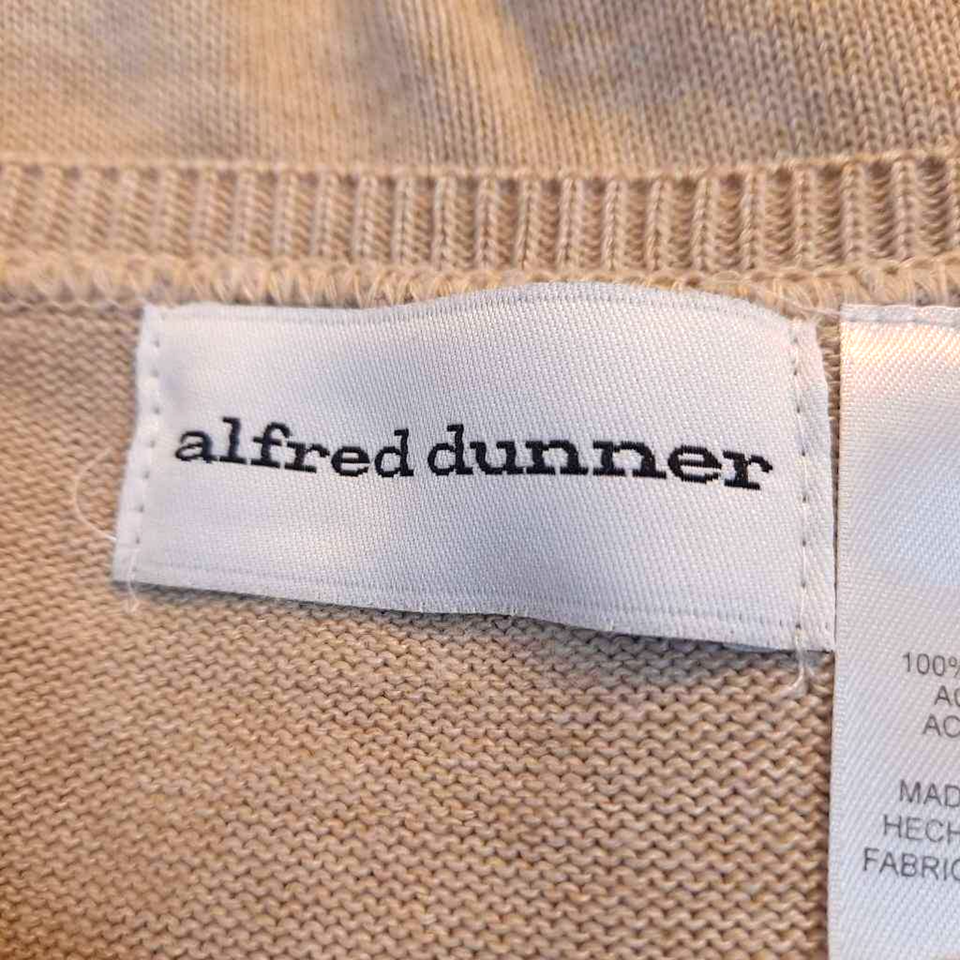 alfred dunner
100%
AC
AC
MAD
HECH
FABRIC